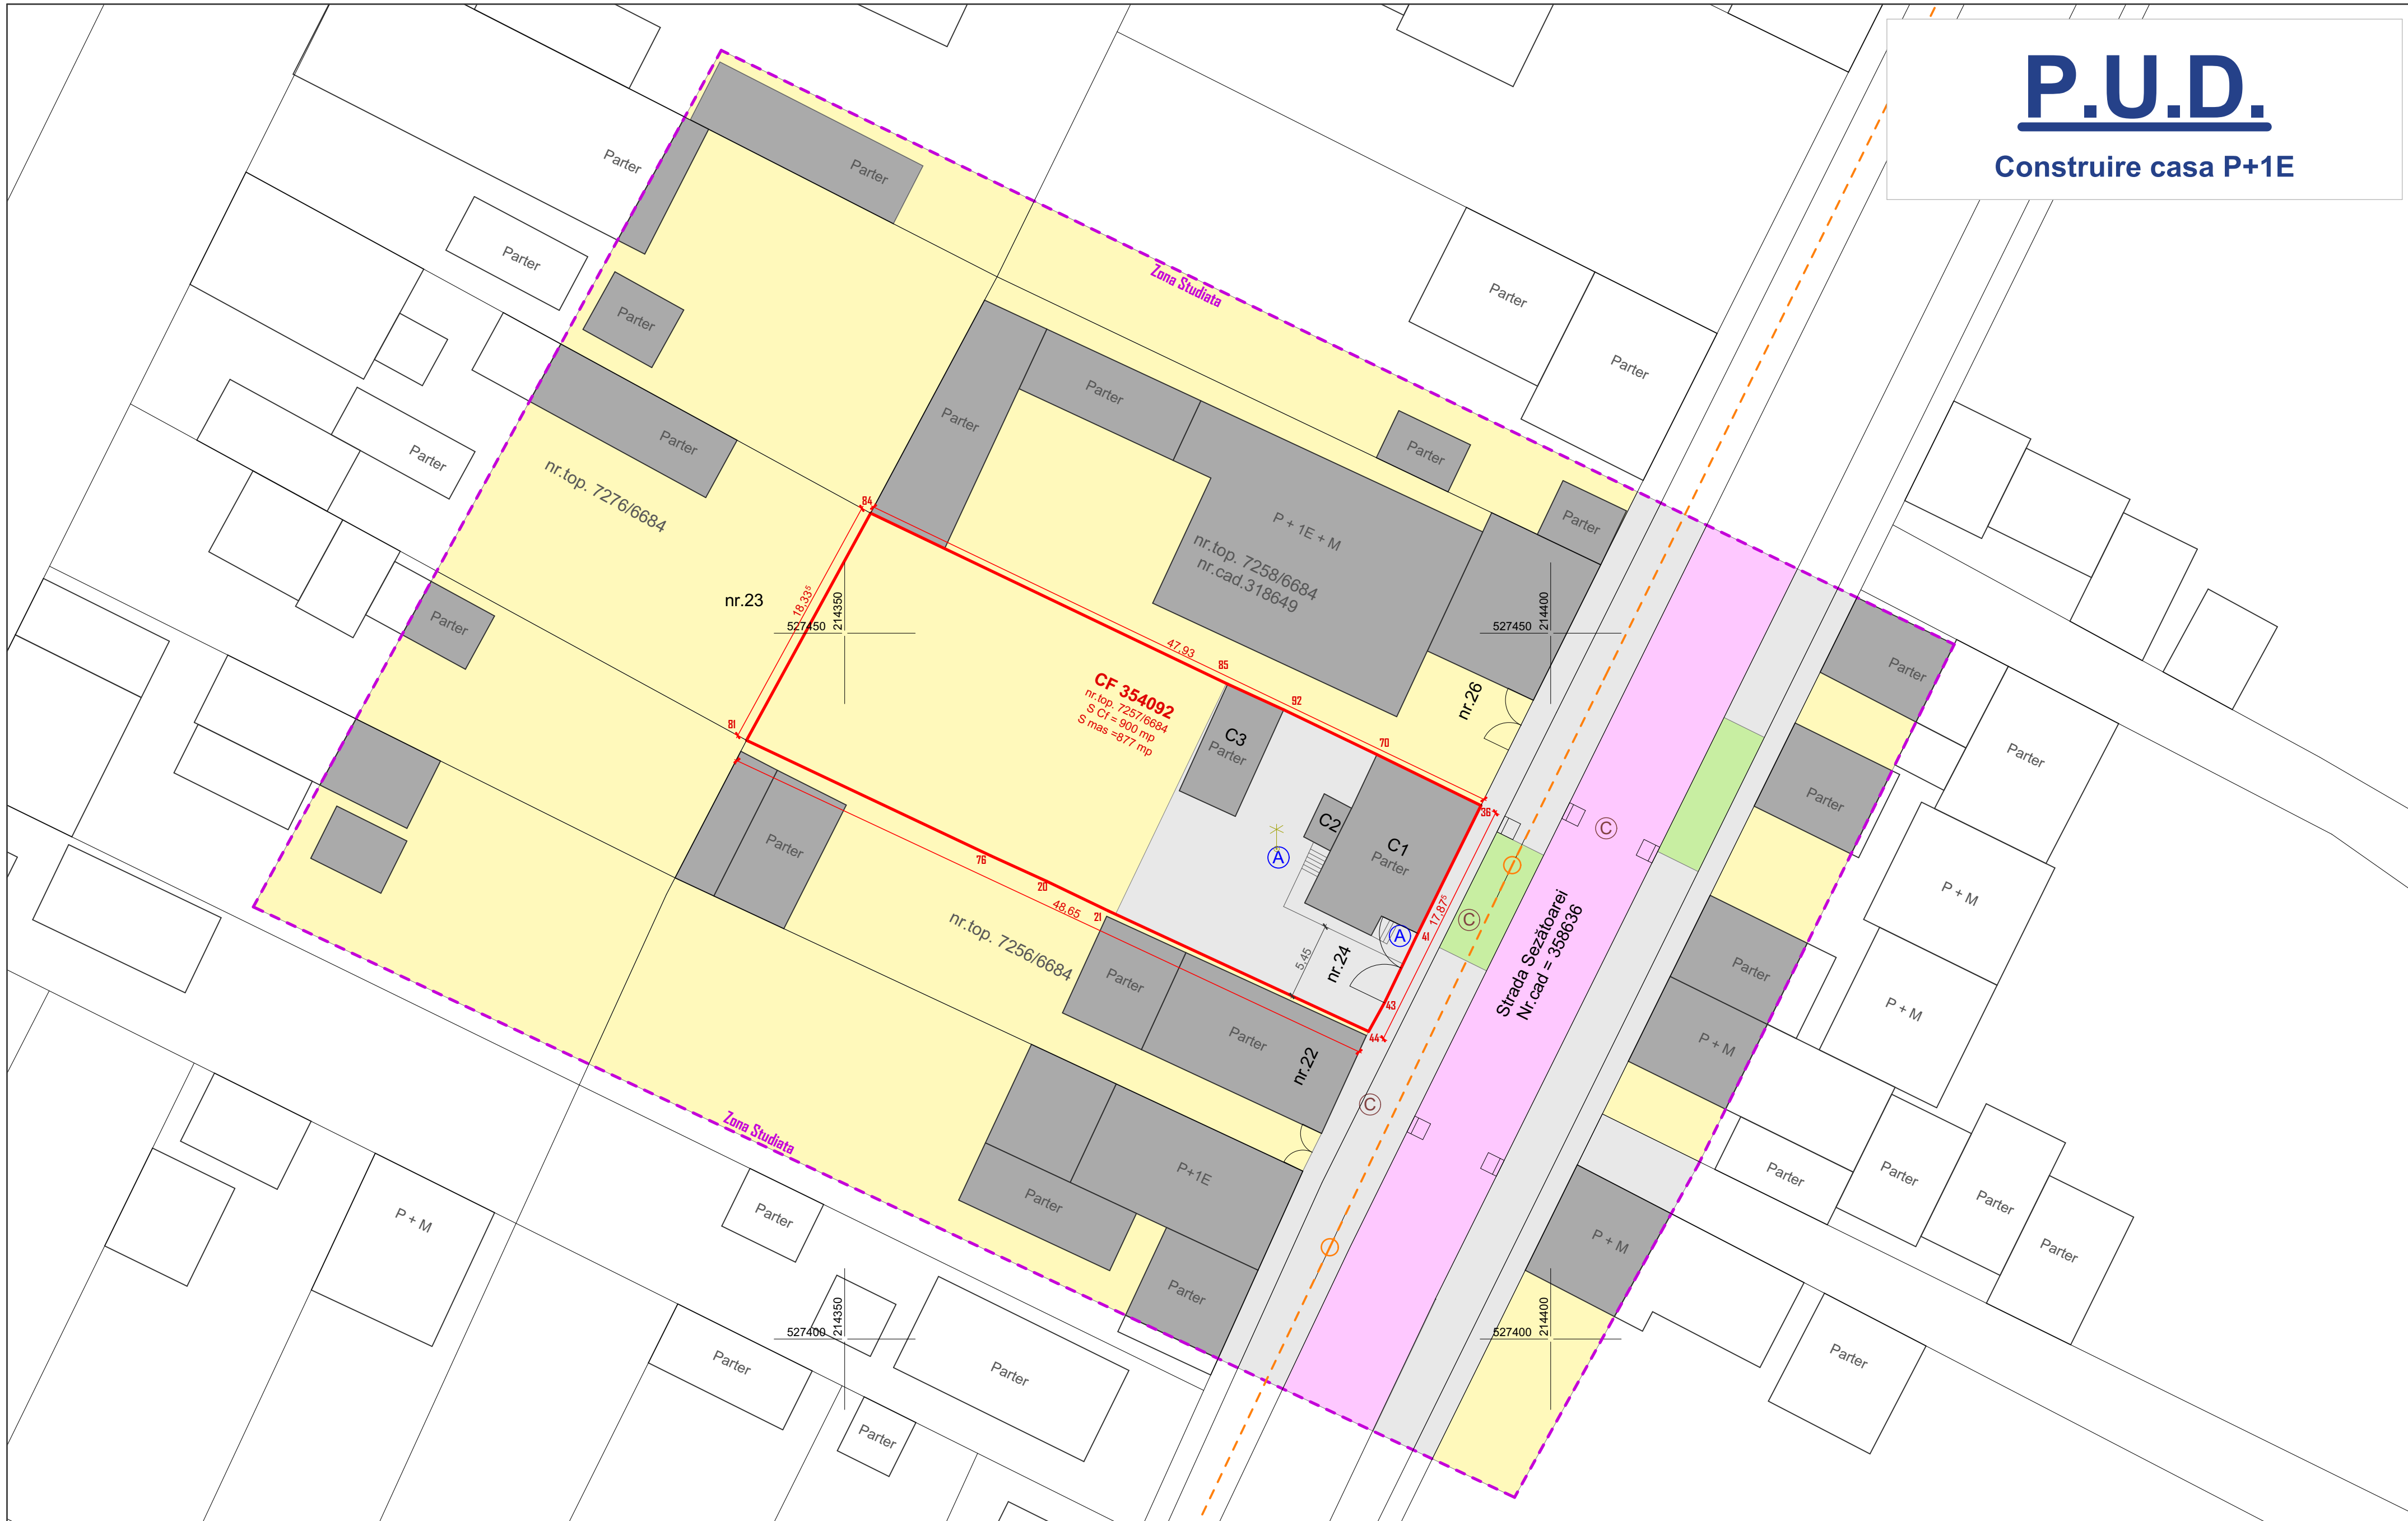 P.U.D.
Construire casa P+1E
Parter
Parter
Parter
Parter
Parter
Parter
Parter
Parter
Parter
Zona Studiata
Parter
Parter
Parter
Parter
Parter
Parter
P + 1E + M
nr.top. 7258/6684
nr.cad.318649
nr.top. 7276/6684
nr.23
84
18,33⁵
81
527450
214350
47,93
85
92
70
36
527450
214400
nr.26
CF 354092
nr.top. 7257/6684
S Cf = 900 mp
S mas =877 mp
C3
Parter
C2
C1
Parter
A
A
C
C
C
17,87⁵
41
43
44
5,45
nr.24
76
20
48,65
21
Parter
nr.top. 7256/6684
Parter
Parter
nr.22
Strada Sezătoarei
Nr.cad = 358636
Parter
Parter
Parter
P + M
P + M
Parter
P + M
P + M
P + M
Parter
Parter
Parter
Parter
Parter
Zona Studiata
P+1E
Parter
Parter
P + M
Parter
527400
214350
Parter
Parter
Parter
527400
214400